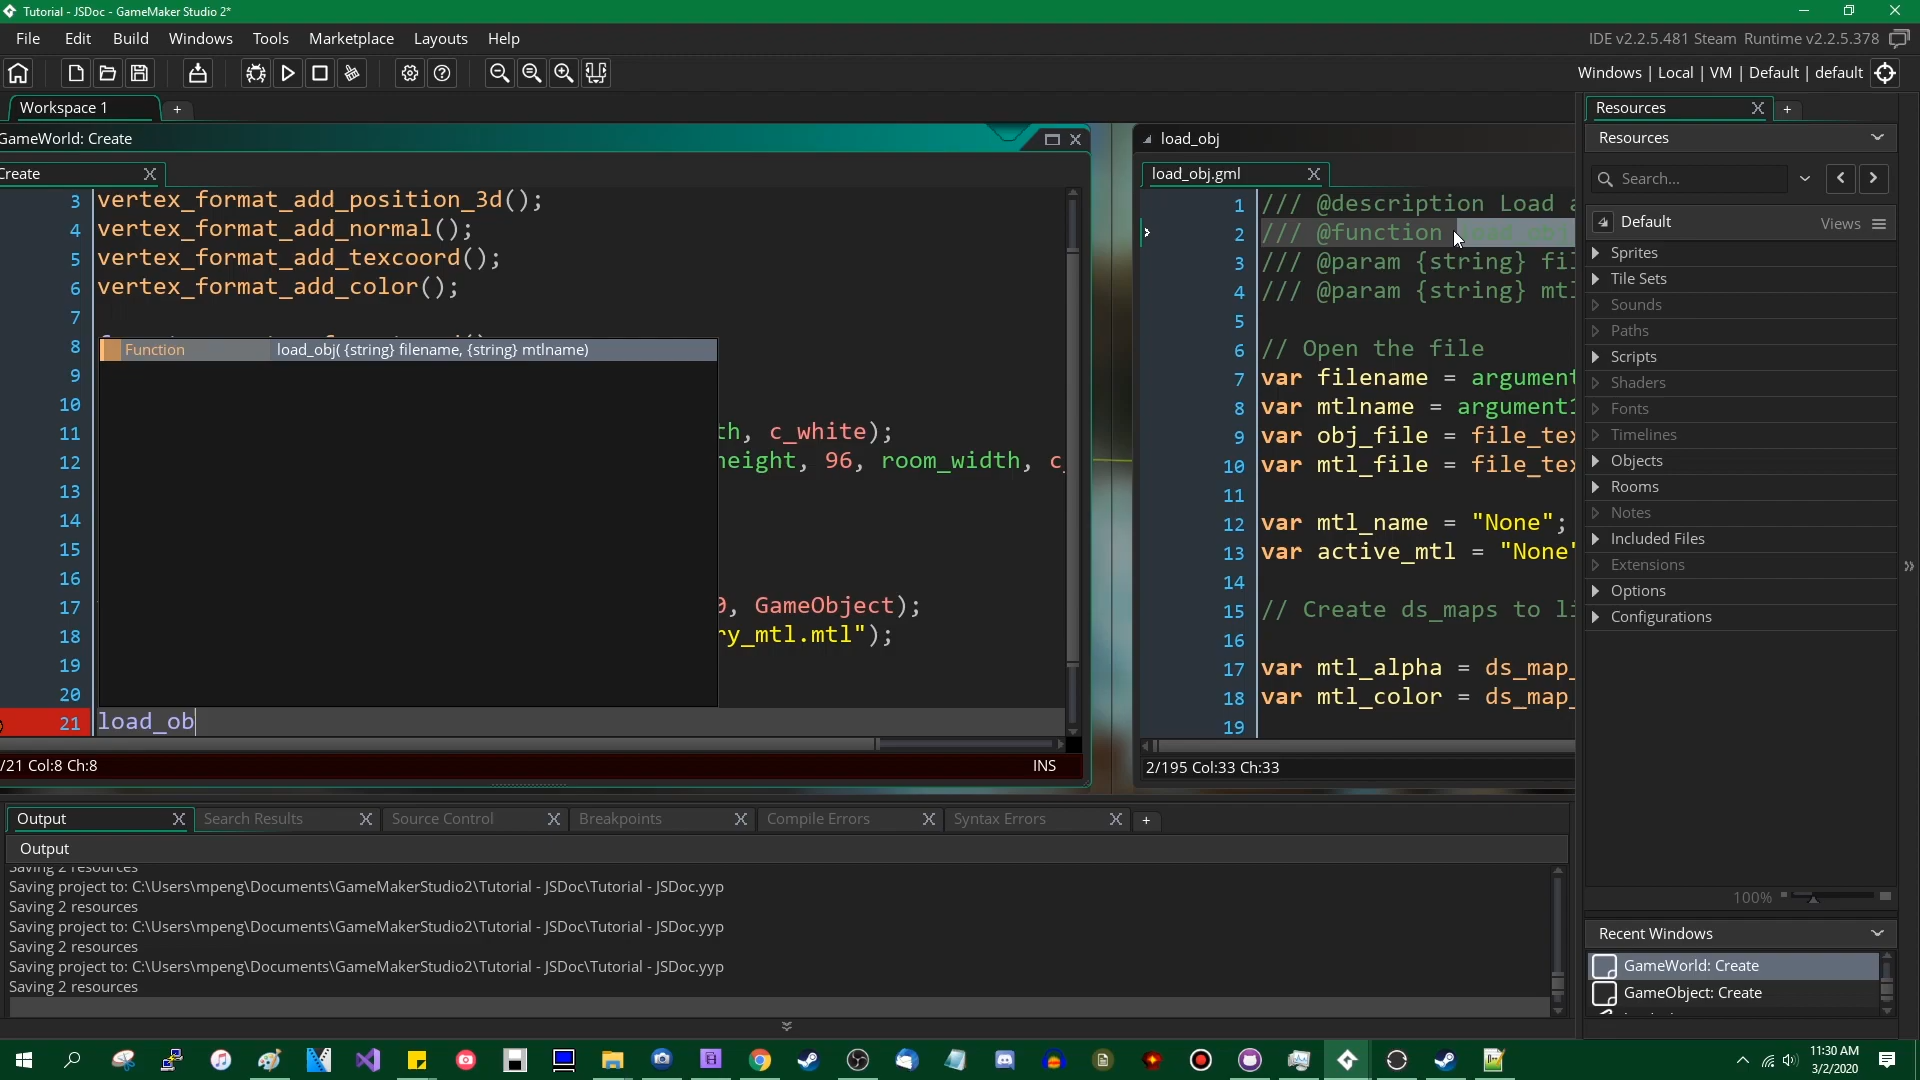 Tutorial - JSDoc - GameMaker Studio 2*
File Edit Build Windows Tools Marketplace Layouts Help
IDE v2.2.5.481 Steam Runtime v2.2.5.378
Windows | Local | VM | Default | default
Workspace 1
GameWorld: Create
Create
3 vertex_format_add_position_3d();
4 vertex_format_add_normal();
5 vertex_format_add_texcoord();
6 vertex_format_add_color();
7
8
Function load_obj( {string} filename, {string} mtlname)
9
10
11 th, c_white);
12 height, 96, room_width, c_
13
14
15
16
17 0, GameObject);
18 ry_mtl.mtl");
19
20
21 load_ob
/21 Col:8 Ch:8 INS
load_obj
load_obj.gml
1 /// @description Load a
2 /// @function load_obj
3 /// @param {string} fil
4 /// @param {string} mtl
5
6 // Open the file
7 var filename = argument
8 var mtlname = argument1
9 var obj_file = file_tex
10 var mtl_file = file_tex
11
12 var mtl_name = "None";
13 var active_mtl = "None"
14
15 // Create ds_maps to li
16
17 var mtl_alpha = ds_map_
18 var mtl_color = ds_map_
19
2/195 Col:33 Ch:33
Resources
Resources
Search...
Default Views
Sprites
Tile Sets
Sounds
Paths
Scripts
Shaders
Fonts
Timelines
Objects
Rooms
Notes
Included Files
Extensions
Options
Configurations
100%
Recent Windows
GameWorld: Create
GameObject: Create
Output Search Results Source Control Breakpoints Compile Errors Syntax Errors
Output
Saving 2 resources
Saving project to: C:\Users\mpeng\Documents\GameMakerStudio2\Tutorial - JSDoc\Tutorial - JSDoc.yyp
Saving 2 resources
Saving project to: C:\Users\mpeng\Documents\GameMakerStudio2\Tutorial - JSDoc\Tutorial - JSDoc.yyp
Saving 2 resources
Saving project to: C:\Users\mpeng\Documents\GameMakerStudio2\Tutorial - JSDoc\Tutorial - JSDoc.yyp
Saving 2 resources
11:30 AM
3/2/2020